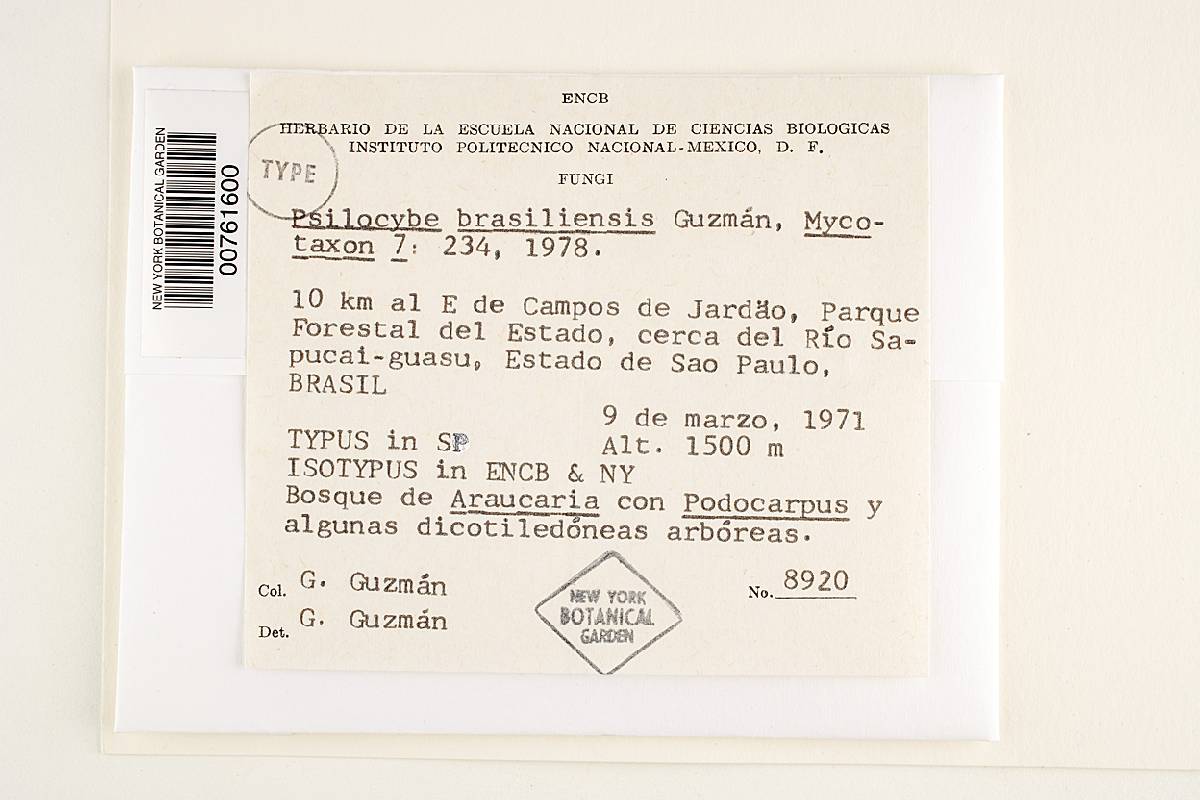 NEW YORK BOTANICAL GARDEN
00761600
ENCB
HERBARIO DE LA ESCUELA NACIONAL DE CIENCIAS BIOLOGICAS
INSTITUTO POLITECNICO NACIONAL-MEXICO, D. F.
TYPE
FUNGI
Psilocybe brasiliensis Guzmán, Myco-
taxon 7: 234, 1978.
10 km al E de Campos de Jardão, Parque
Forestal del Estado, cerca del Río Sa-
pucai-guasu, Estado de Sao Paulo,
BRASIL
9 de marzo, 1971
TYPUS in SP Alt. 1500 m
ISOTYPUS in ENCB & NY
Bosque de Araucaria con Podocarpus y
algunas dicotiledóneas arbóreas.
Col. G. Guzmán No. 8920
Det. G. Guzmán
NEW YORK
BOTANICAL
GARDEN